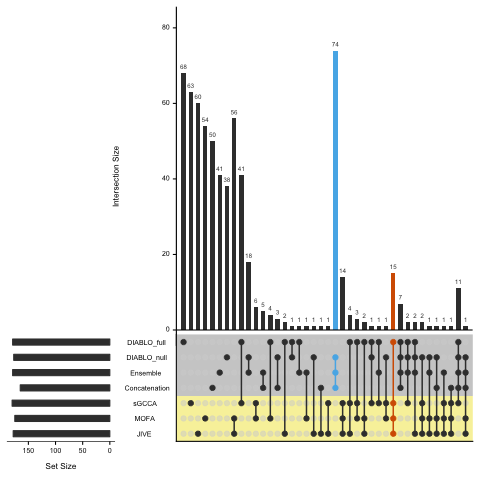 80
60
40
20
0
Intersection Size
68 63 60 54 50 41 38 56 41 18 6 5 4 3 2 1 1 1 1 1 1 74 14 4 3 2 1 1 15 7 2 2 1 1 1 1 11 1
DIABLO_full
DIABLO_null
Ensemble
Concatenation
sGCCA
MOFA
JIVE
150 100 50 0
Set Size